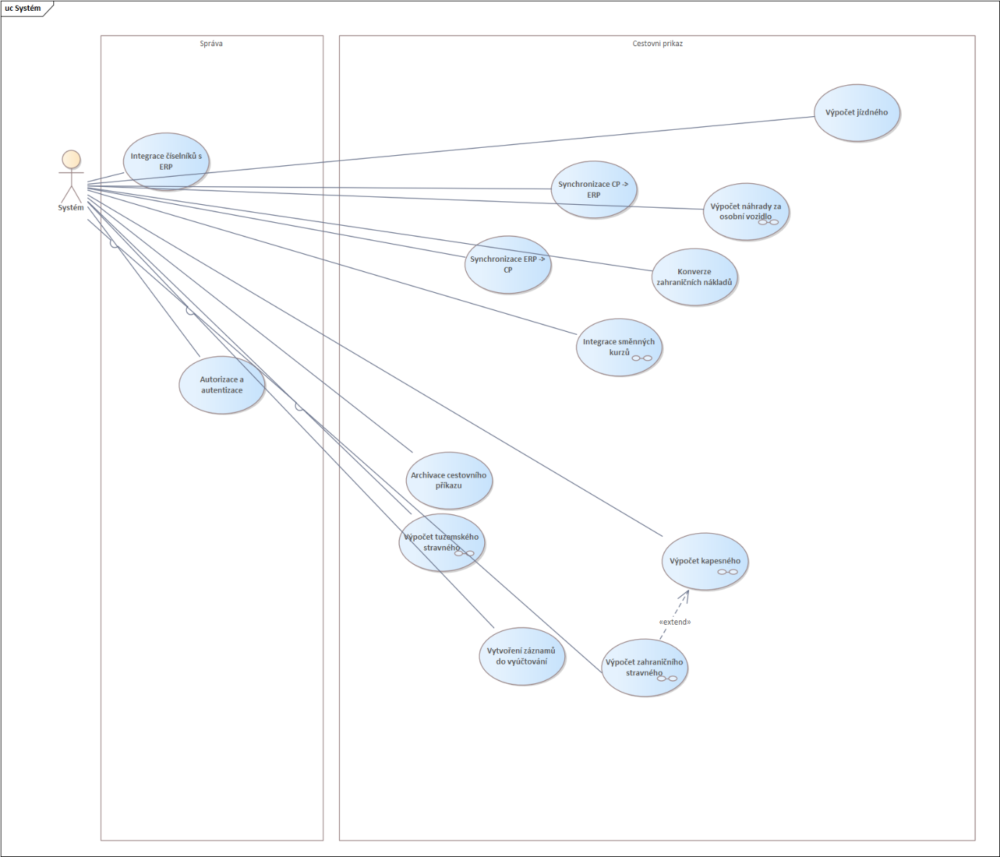 uc Systém
Správa
Cestovni prikaz
Výpočet jízdného
Integrace číselníků s
ERP
Systém
Synchronizace CP ->
ERP
Výpočet náhrady za
osobní vozidlo
Synchronizace ERP ->
CP
Konverze
zahraničních nákladů
Integrace směnných
kurzů
Autorizace a
autentizace
Archivace cestovního
příkazu
Výpočet tuzemského
stravného
Výpočet kapesného
«extend»
Vytvoření záznamů
do vyúčtování
Výpočet zahraničního
stravného